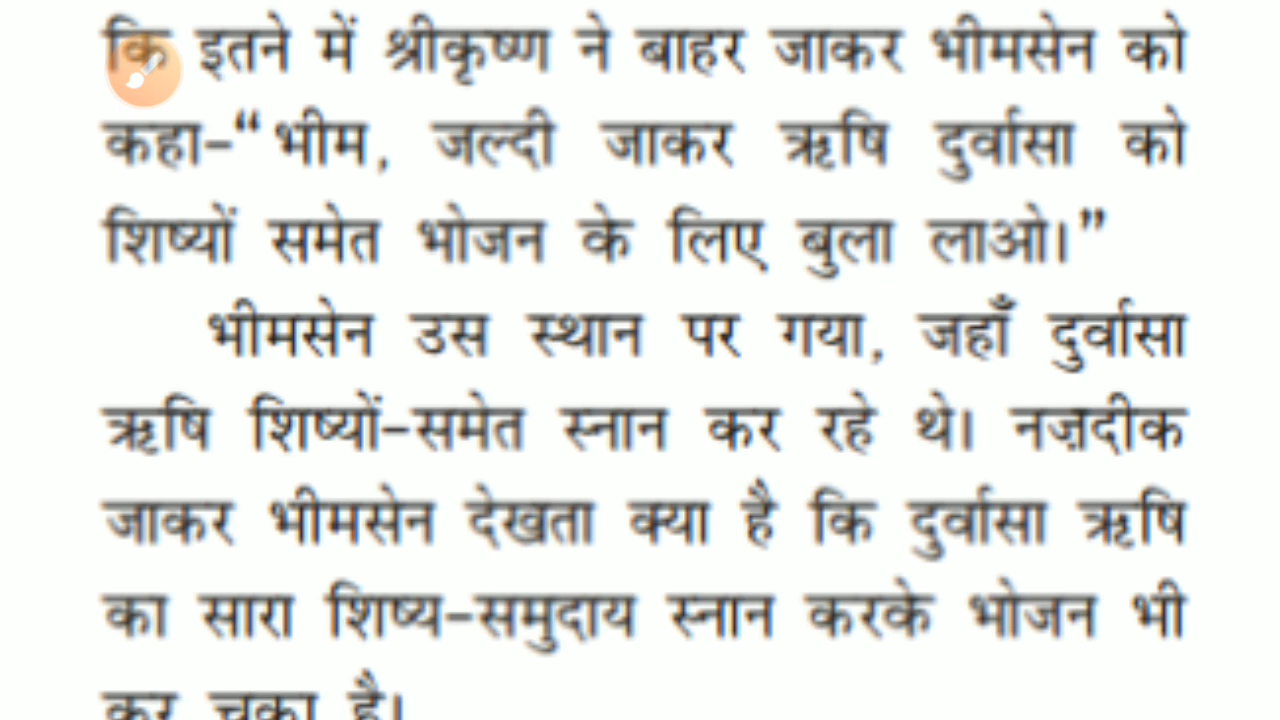 कि इतने में श्रीकृष्ण ने बाहर जाकर भीमसेन को
कहा-“भीम, जल्दी जाकर ऋषि दुर्वासा को
शिष्यों समेत भोजन के लिए बुला लाओ।”
भीमसेन उस स्थान पर गया, जहाँ दुर्वासा
ऋषि शिष्यों-समेत स्नान कर रहे थे। नज़दीक
जाकर भीमसेन देखता क्या है कि दुर्वासा ऋषि
का सारा शिष्य-समुदाय स्नान करके भोजन भी
कर चुका है।